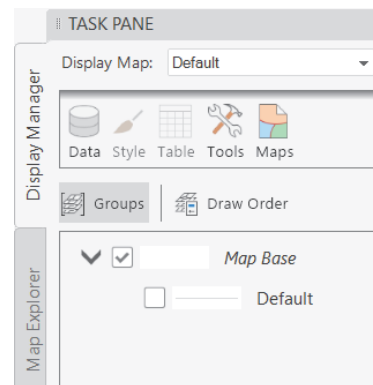 TASK PANE
Display Manager
Map Explorer
Display Map: Default
Data Style Table Tools Maps
Groups Draw Order
Map Base
Default